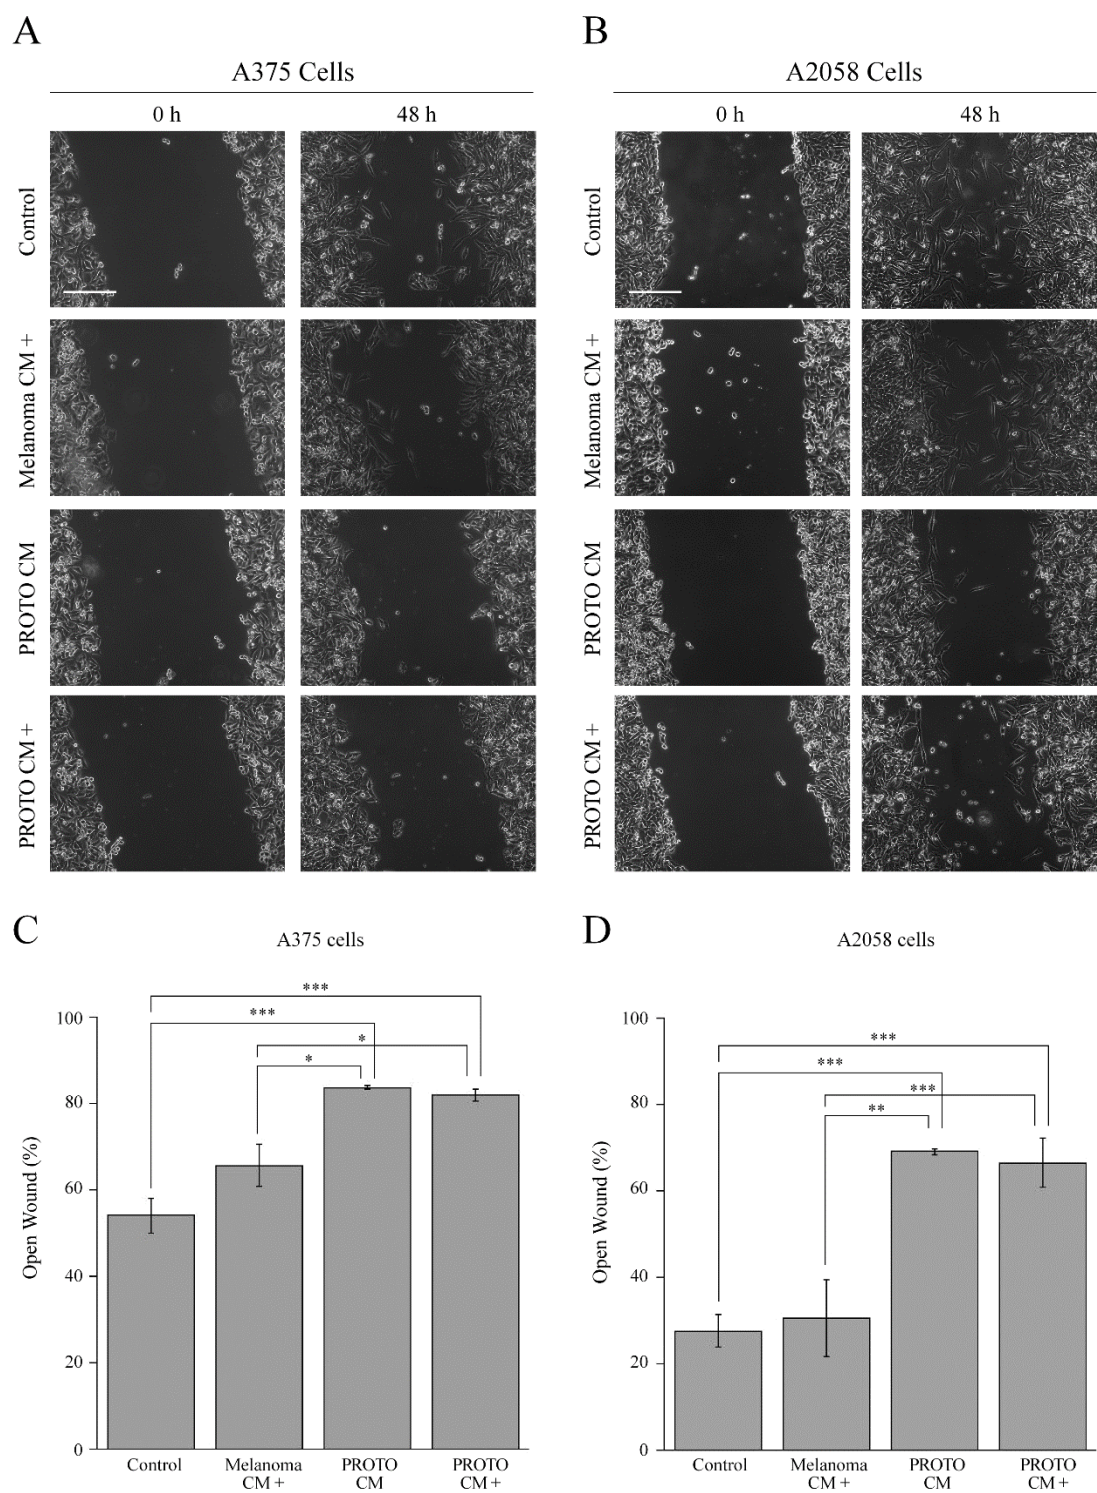 A
B
A375 Cells
A2058 Cells
0 h
48 h
0 h
48 h
Control
Melanoma CM +
PROTO CM
PROTO CM +
Control
Melanoma CM +
PROTO CM
PROTO CM +
C
D
A375 cells
***
***
*
*
Open Wound (%)
100
80
60
40
20
0
Control
Melanoma
CM +
PROTO
CM
PROTO
CM +
A2058 cells
***
***
***
**
Open Wound (%)
100
80
60
40
20
0
Control
Melanoma
CM +
PROTO
CM
PROTO
CM +